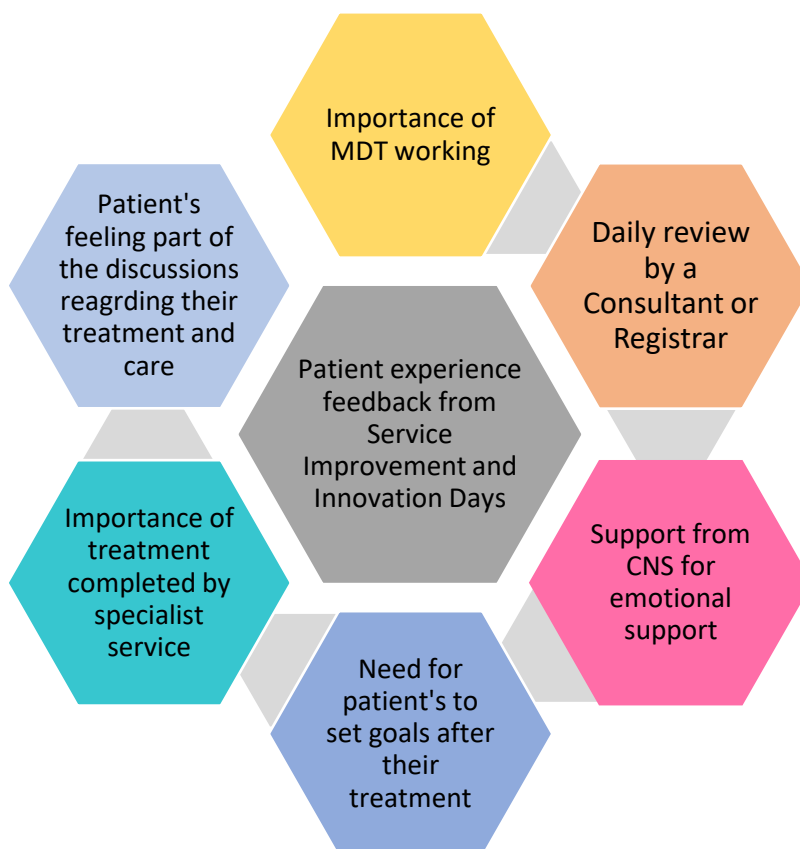 Importance of
MDT working
Daily review
by a
Consultant or
Registrar
Support from
CNS for
emotional
support
Need for
patient's to
set goals after
their
treatment
Importance of
treatment
completed by
specialist
service
Patient's
feeling part of
the discussions
reagrding their
treatment and
care
Patient experience
feedback from
Service
Improvement and
Innovation Days